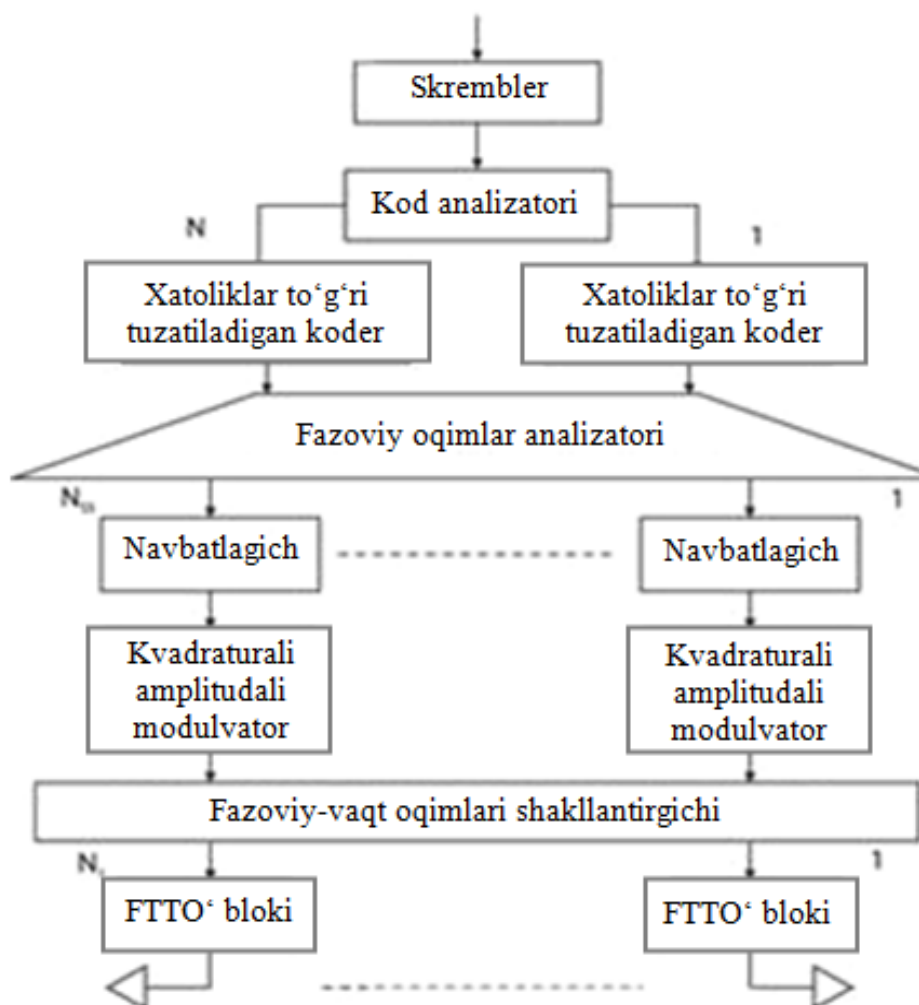 Skrembler
Kod analizatori
N
1
Xatoliklar to‘g‘ri
tuzatiladigan koder
Xatoliklar to‘g‘ri
tuzatiladigan koder
Fazoviy oqimlar analizatori
1
Navbatlagich
Navbatlagich
Kvadraturali
amplitudali
modulvator
Kvadraturali
amplitudali
modulvator
Fazoviy-vaqt oqimlari shakllantirgichi
1
FTTO‘ bloki
FTTO‘ bloki